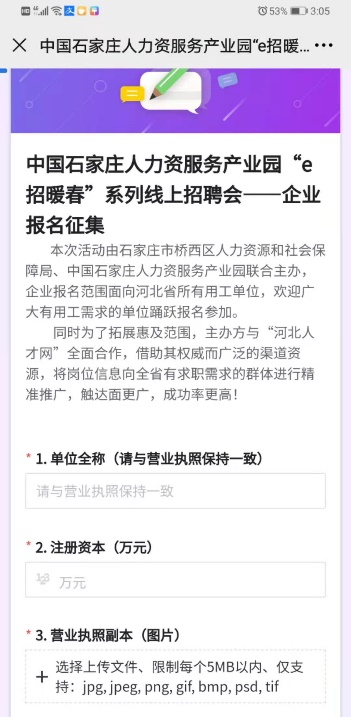 HD 46 53% 3:05
中国石家庄人力资服务产业园“e招暖...
中国石家庄人力资服务产业园“e
招暖春”系列线上招聘会——企业
报名征集
本次活动由石家庄市桥西区人力资源和社会保
障局、中国石家庄人力资服务产业园联合主办，
企业报名范围面向河北省所有用工单位，欢迎广
大有用工需求的单位踊跃报名参加。
同时为了拓展惠及范围，主办方与“河北人
才网”全面合作，借助其权威而广泛的渠道资
源，将岗位信息向全省有求职需求的群体进行精
准推广，触达面更广，成功率更高！
* 1. 单位全称（请与营业执照保持一致）
请与营业执照保持一致
* 2. 注册资本（万元）
123 万元
* 3. 营业执照副本（图片）
+ 选择上传文件、限制每个5MB以内、仅支
持：jpg, jpeg, png, gif, bmp, psd, tif